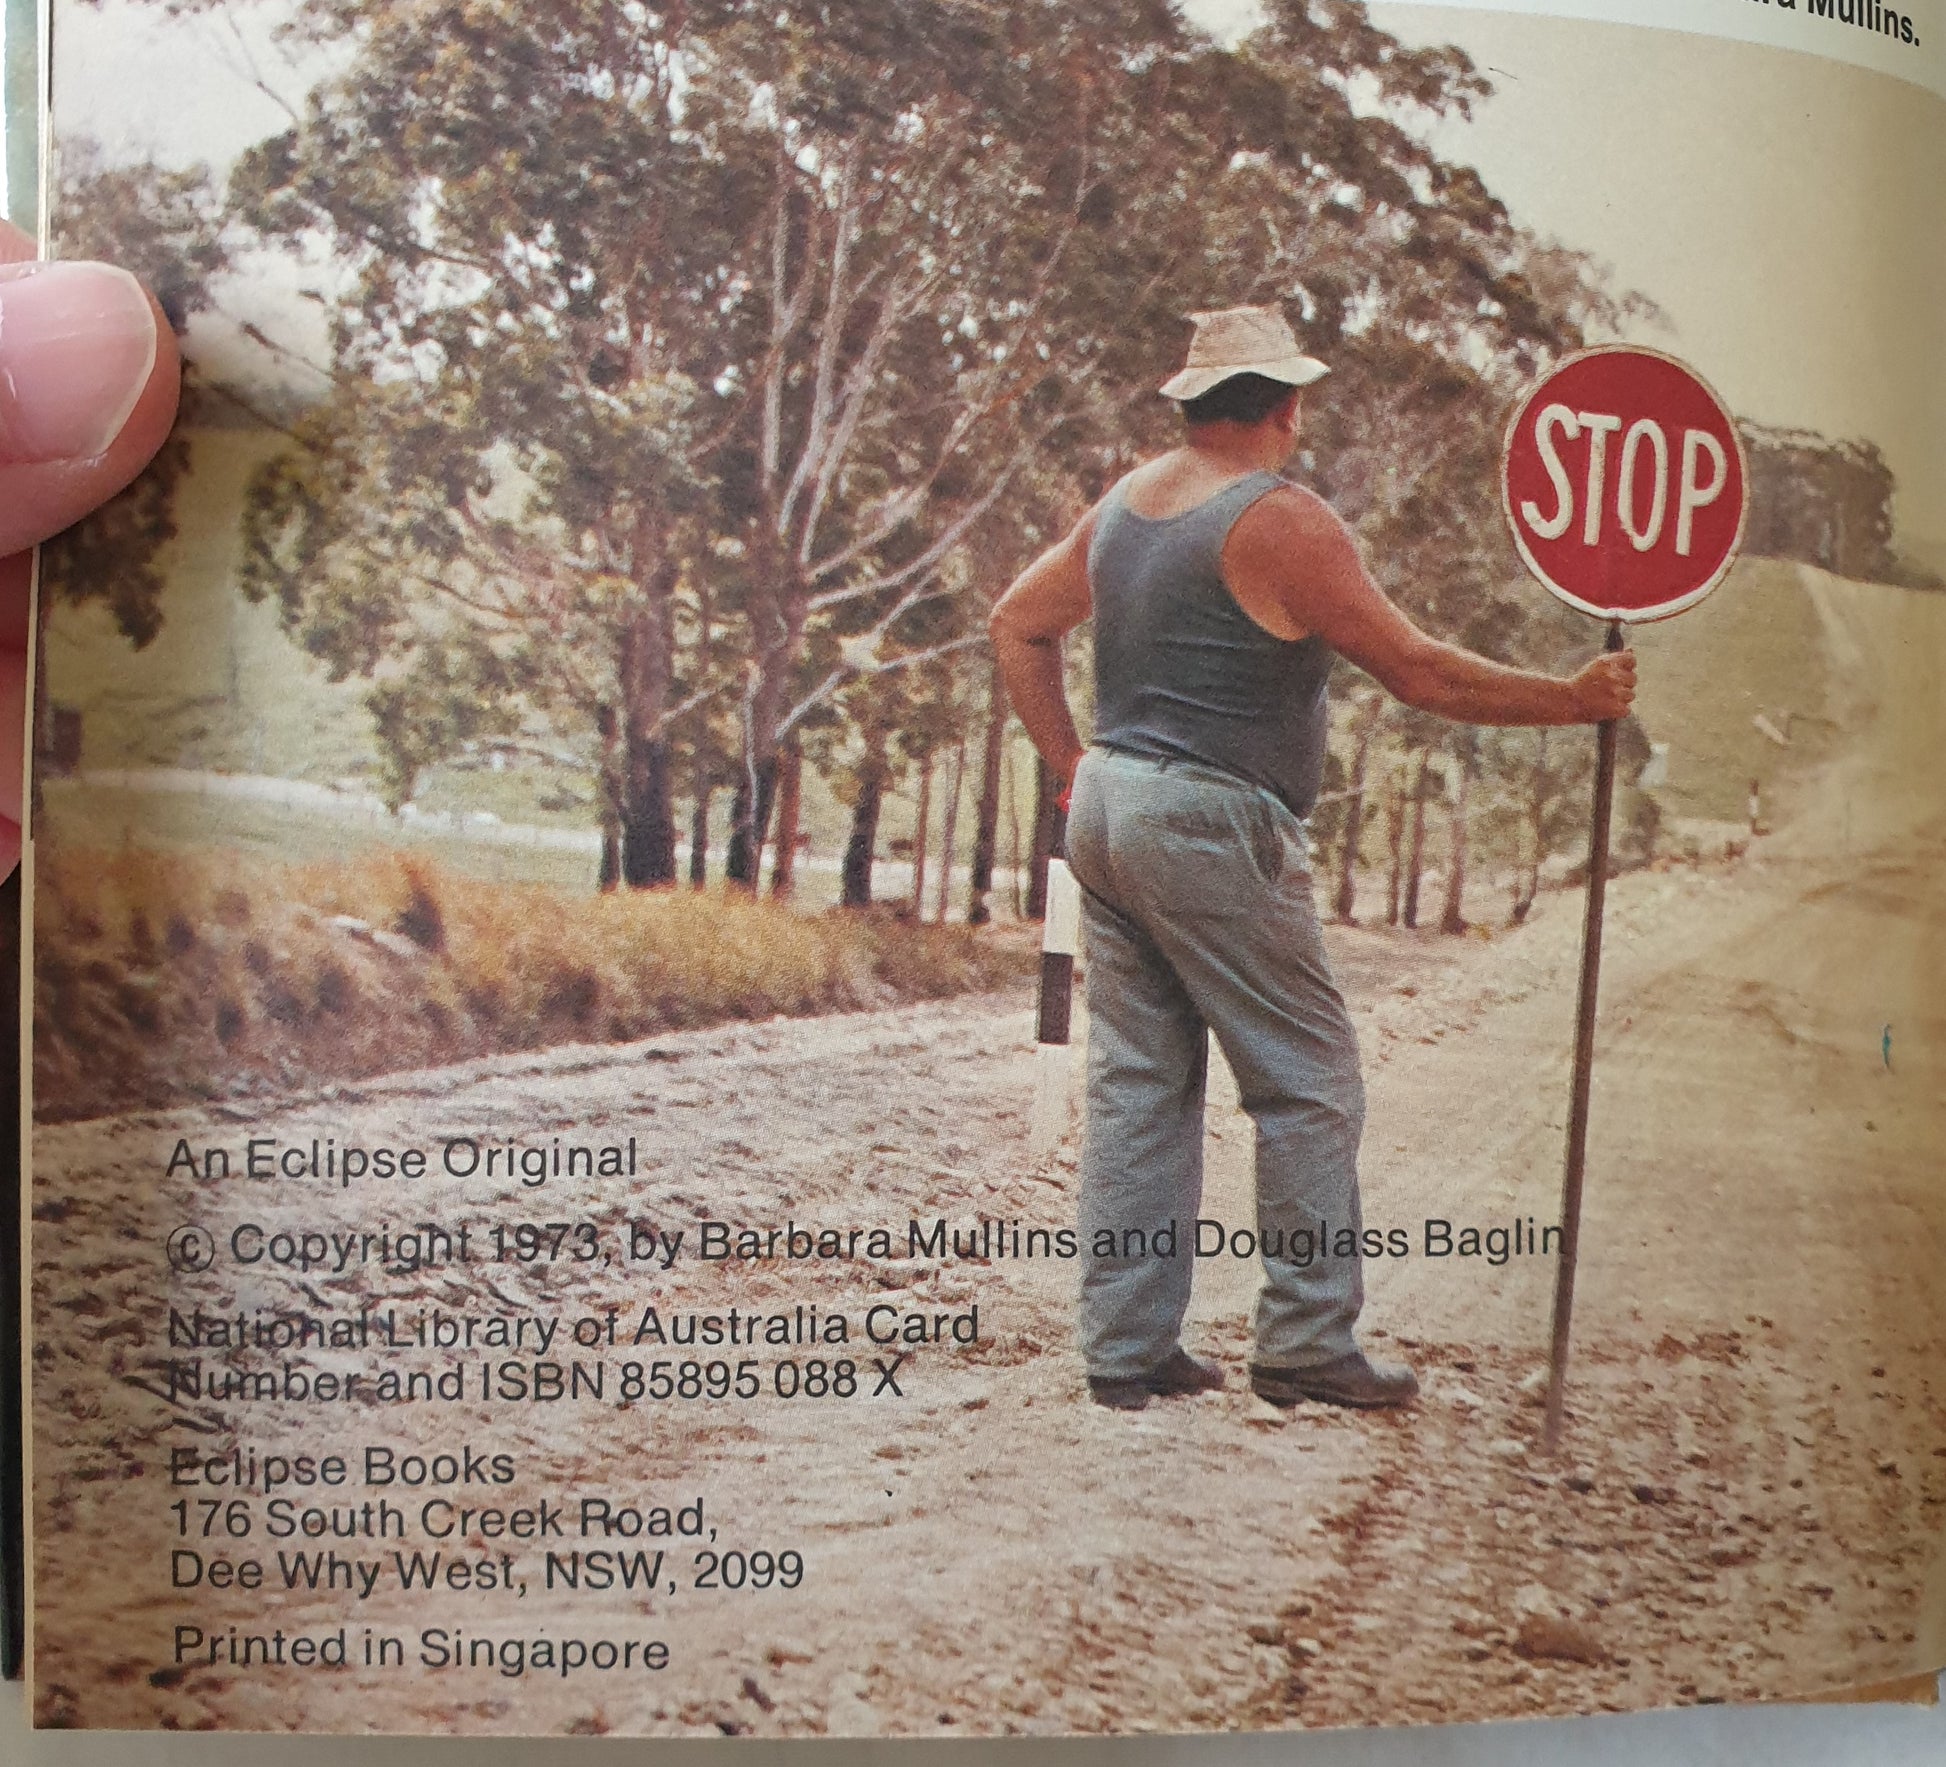 Mullins.
STOP
An Eclipse Original
© Copyright 1973, by Barbara Mullins and Douglass Baglin
National Library of Australia Card
Number and ISBN 85895 088 X
Eclipse Books
176 South Creek Road,
Dee Why West, NSW, 2099
Printed in Singapore